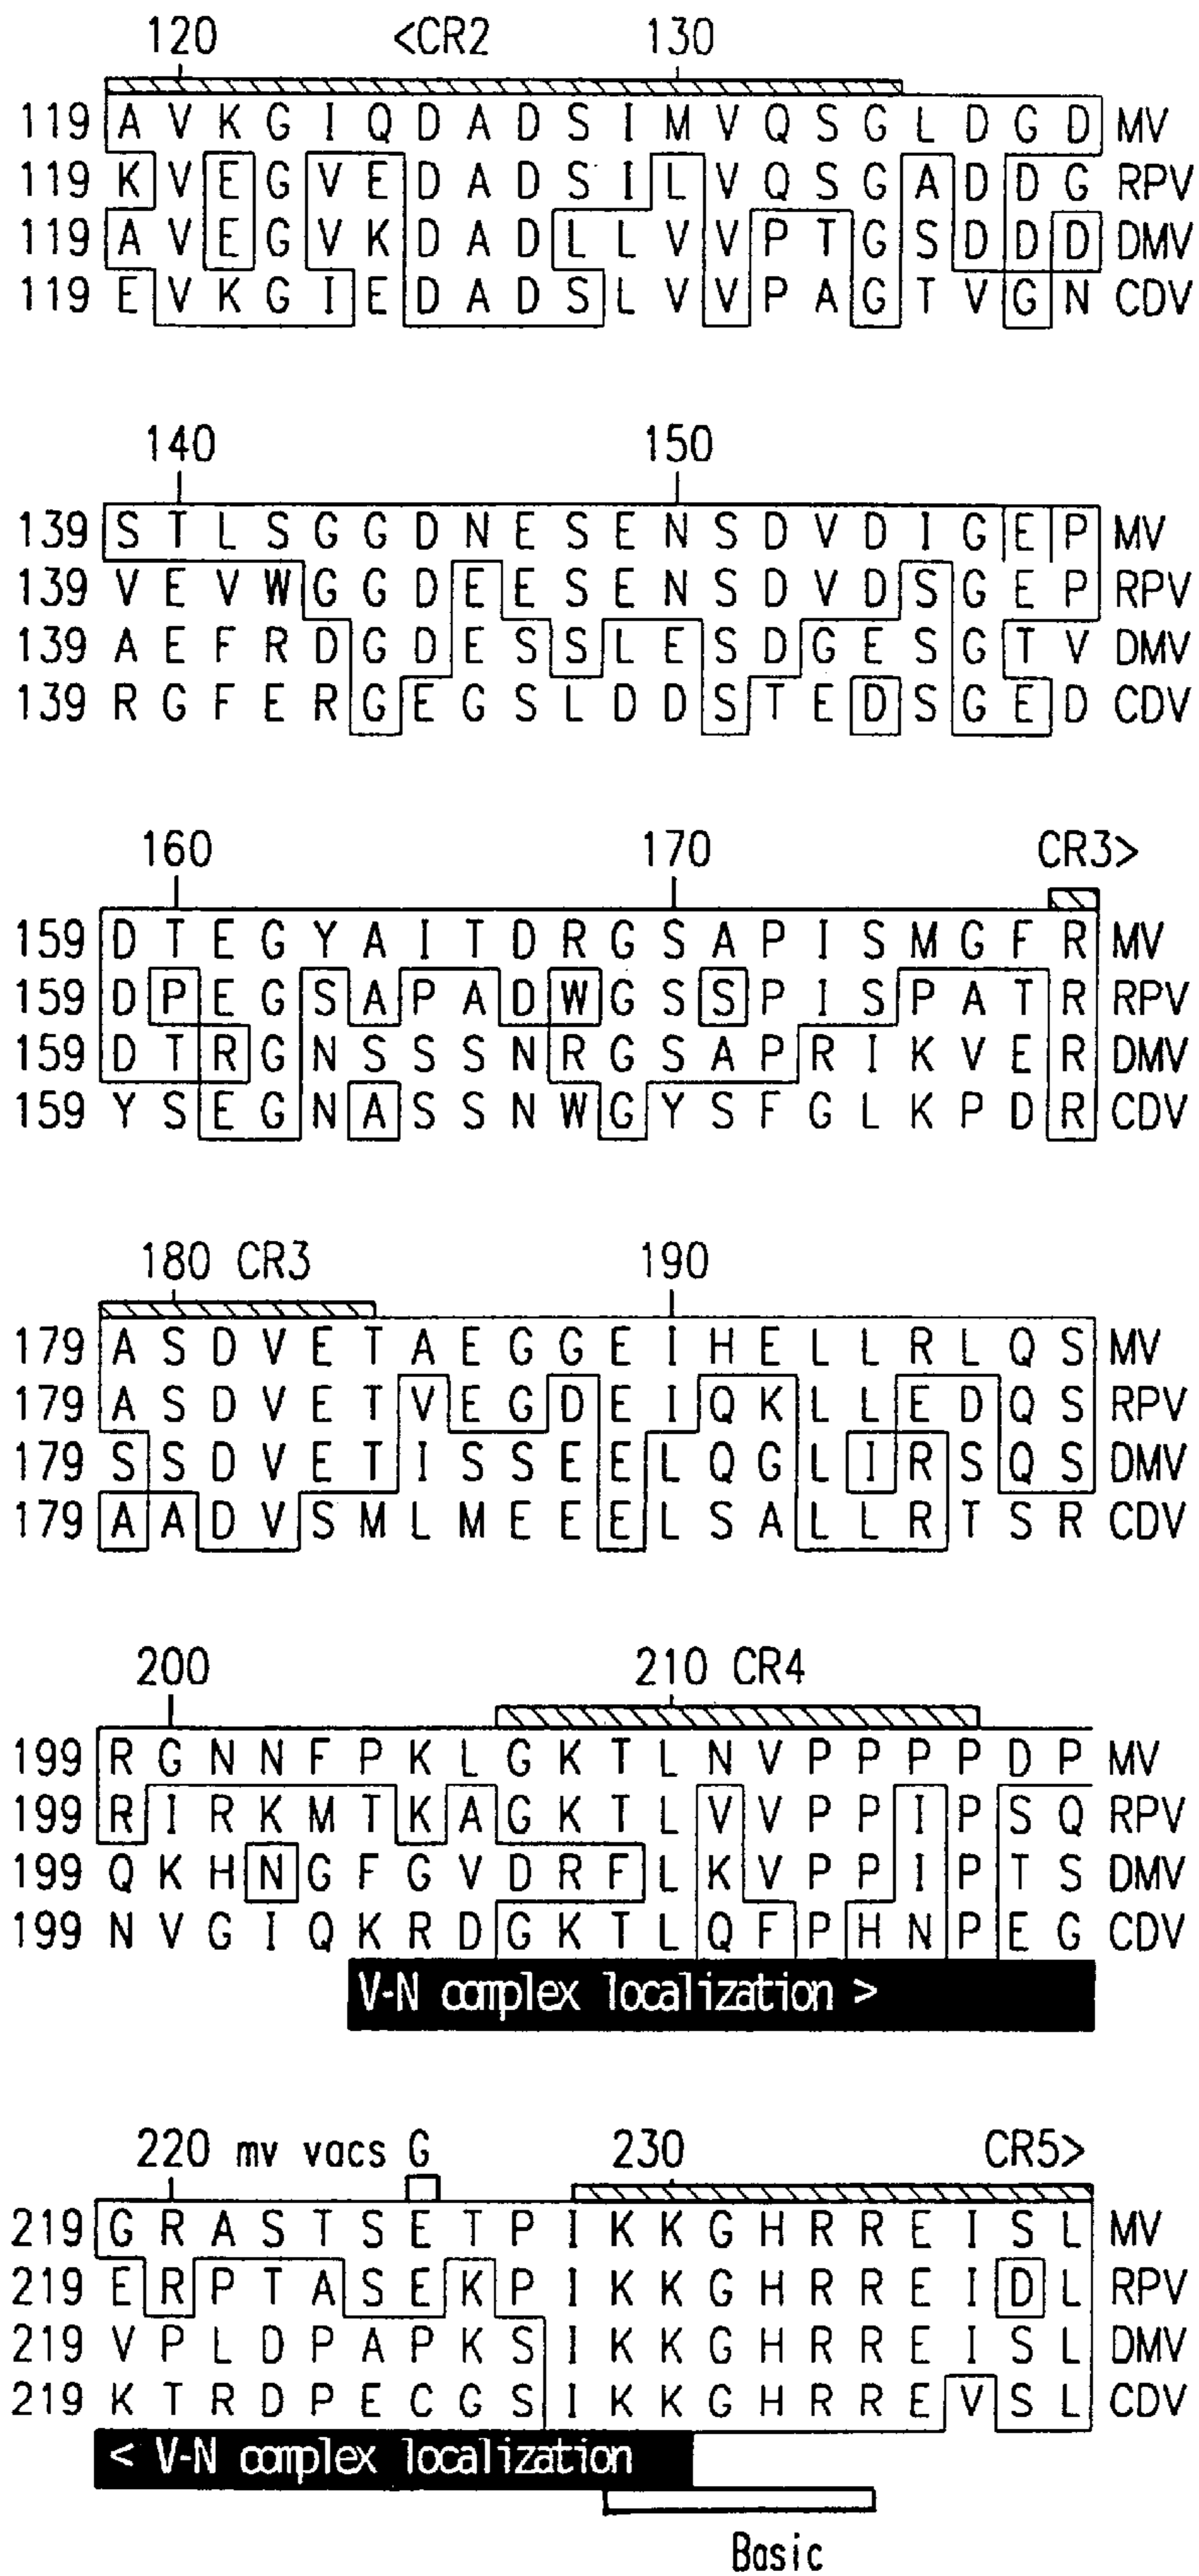 120 <CR2 130
119 A V K G I Q D A D S I M V Q S G L D G D MV
119 K V E G V E D A D S I L V Q S G A D D G RPV
119 A V E G V K D A D L L V V P T G S D D D DMV
119 E V K G I E D A D S L V V P A G T V G N CDV
140 150
139 S T L S G G D N E S E N S D V D I G E P MV
139 V E V W G G D E E S E N S D V D S G E P RPV
139 A E F R D G D E S S L E S D G E S G T V DMV
139 R G F E R G E G S L D D S T E D S G E D CDV
160 170 CR3>
159 D T E G Y A I T D R G S A P I S M G F R MV
159 D P E G S A P A D W G S S P I S P A T R RPV
159 D T R G N S S S N R G S A P R I K V E R DMV
159 Y S E G N A S S N W G Y S F G L K P D R CDV
180 CR3 190
179 A S D V E T A E G G E I H E L L R L Q S MV
179 A S D V E T V E G D E I Q K L L E D Q S RPV
179 S S D V E T I S S E E L Q G L I R S Q S DMV
179 A A D V S M L M E E E L S A L L R T S R CDV
200 210 CR4
199 R G N N F P K L G K T L N V P P P P D P MV
199 R I R K M T K A G K T L V V P P I P S Q RPV
199 Q K H N G F G V D R F L K V P P I P T S DMV
199 N V G I Q K R D G K T L Q F P H N P E G CDV
V-N complex localization >
220 mv vacs G 230 CR5>
219 G R A S T S E T P I K K G H R R E I S L MV
219 E R P T A S E K P I K K G H R R E I D L RPV
219 V P L D P A P K S I K K G H R R E I S L DMV
219 K T R D P E C G S I K K G H R R E V S L CDV
< V-N complex localization
Basic